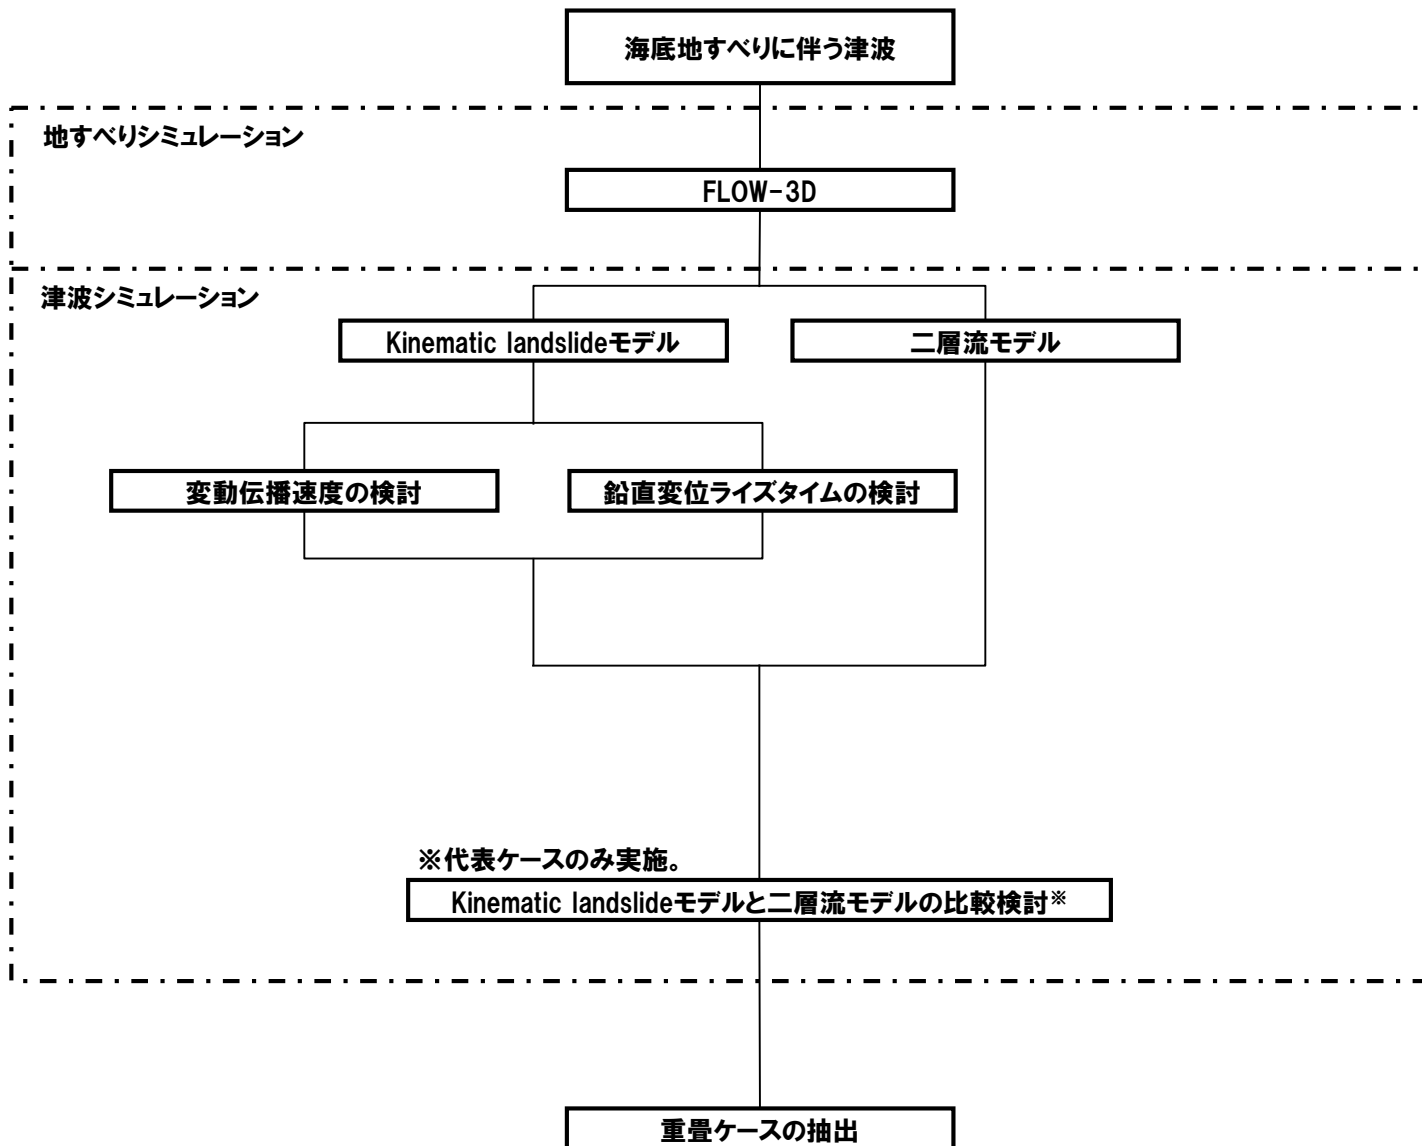 海底地すべりに伴う津波
地すべりシミュレーション
FLOW-3D
津波シミュレーション
Kinematic landslideモデル
二層流モデル
変動伝播速度の検討
鉛直変位ライズタイムの検討
※代表ケースのみ実施。
Kinematic landslideモデルと二層流モデルの比較検討※
重畳ケースの抽出